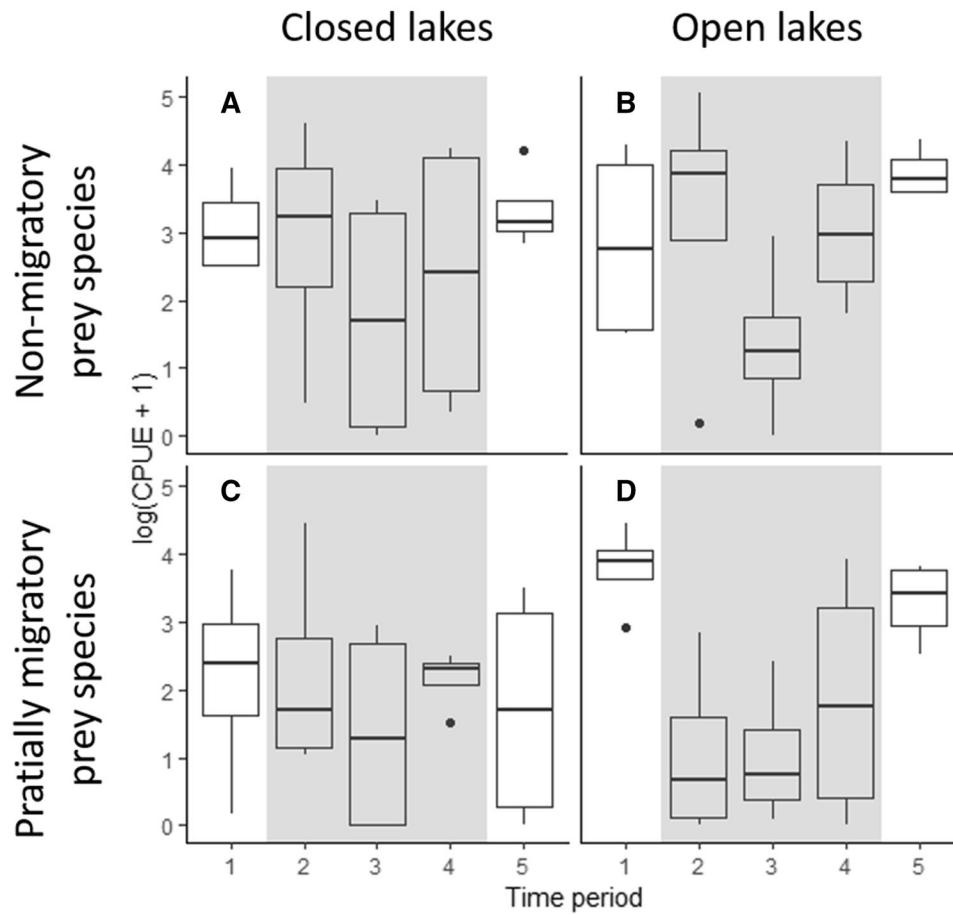 Closed lakes
Open lakes
Non-migratory
prey species
Pratially migratory
prey species
log(CPUE + 1)
A
5
4
3
2
1
0
B
C
5
4
3
2
1
0
D
1 2 3 4 5
1 2 3 4 5
Time period